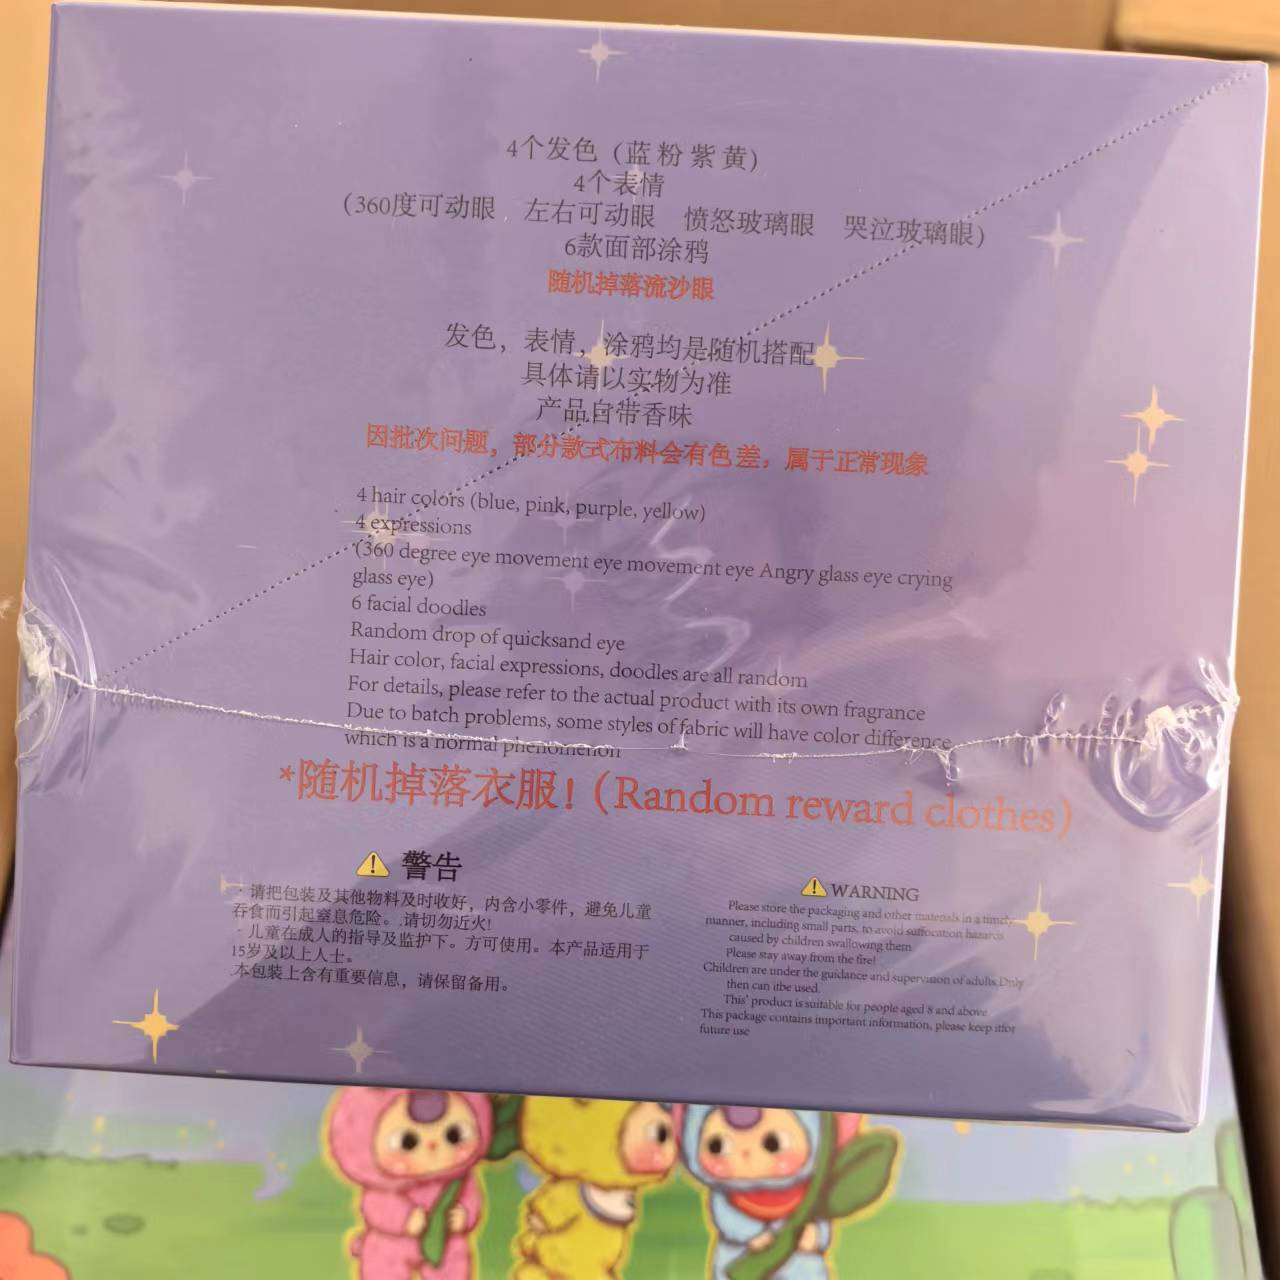 4个发色（蓝粉紫黄）
4个表情
（360度可动眼 左右可动眼 愤怒玻璃眼 哭泣玻璃眼）
6款面部涂鸦
随机掉落流沙眼
发色，表情，涂鸦均是随机搭配
具体请以实物为准
产品自带香味
因批次问题，部分款式布料会有色差，属于正常现象
4 hair colors (blue, pink, purple, yellow)
4 expressions
(360 degree eye movement eye movement eye Angry glass eye crying
glass eye)
6 facial doodles
Random drop of quicksand eye
Hair color, facial expressions, doodles are all random
For details, please refer to the actual product with its own fragrance
Due to batch problems, some styles of fabric will have color difference,
which is a normal phenomenon
*随机掉落衣服！（Random reward clothes）
警告
·请把包装及其他物料及时收好，内含小零件，避免儿童
吞食而引起窒息危险。.请切勿近火!
·儿童在成人的指导及监护下。方可使用。本产品适用于
15岁及以上人士。
.本包装上含有重要信息，请保留备用。
WARNING
Please store the packaging and other materials in a timely
manner, including small parts, to avoid suffocation hazards
caused by children swallowing them
Please stay away from the fire!
Children are under the guidance and supervision of adults.Only
then can itbe used.
This' product is suitable for people aged 8 and above
This package contains important information, please keep itfor
future use